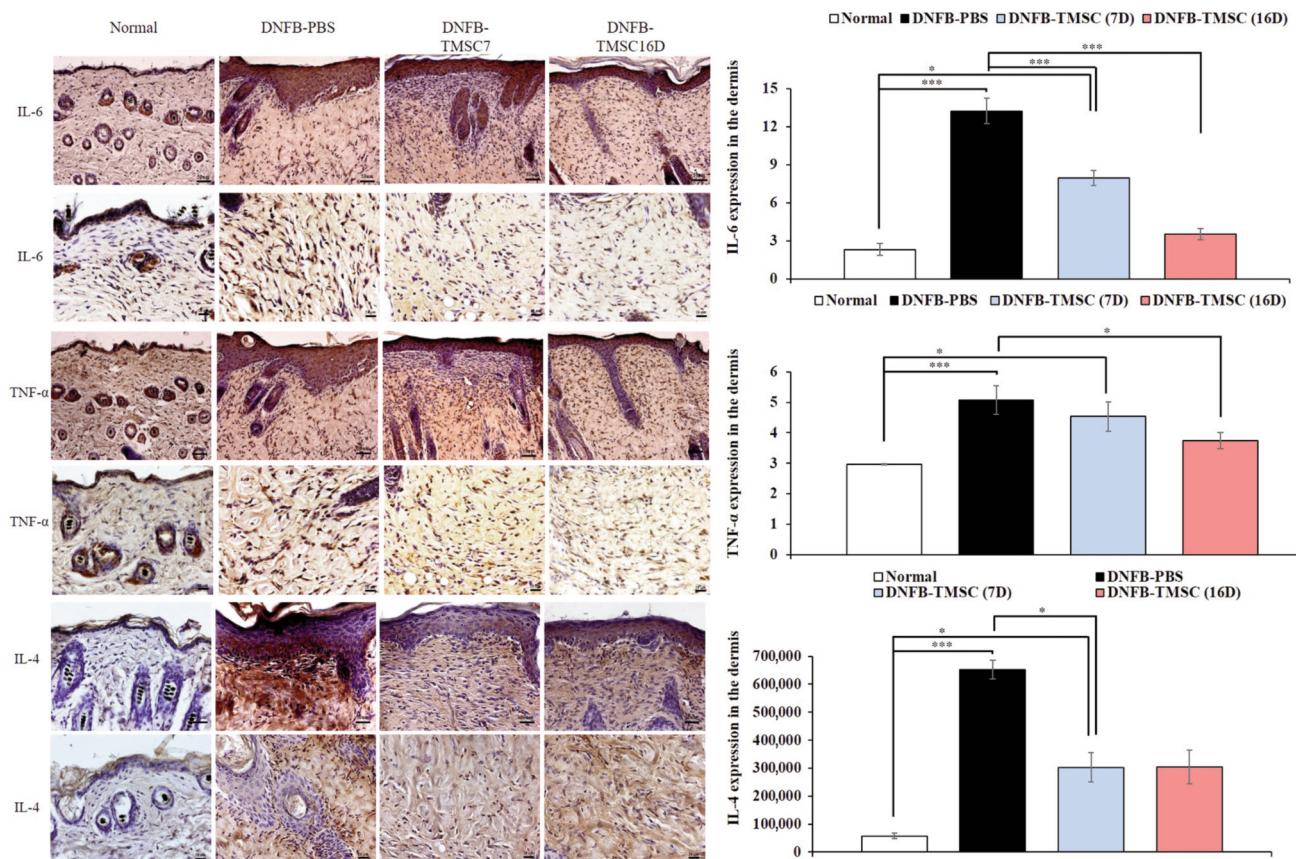 Normal DNFB-PBS DNFB-
TMSC7 DNFB-
TMSC16D
IL-6
IL-6
TNF-α
TNF-α
IL-4
IL-4
Normal DNFB-PBS DNFB-TMSC (7D) DNFB-TMSC (16D)
***
* ***
***
15
12
9
6
3
0
IL-6 expression in the dermis
Normal DNFB-PBS DNFB-TMSC (7D) DNFB-TMSC (16D)
*
*
***
6
5
4
3
2
1
0
TNF-α expression in the dermis
Normal DNFB-PBS
DNFB-TMSC (7D) DNFB-TMSC (16D)
*
*
***
700,000
600,000
500,000
400,000
300,000
200,000
100,000
0
IL-4 expression in the dermis